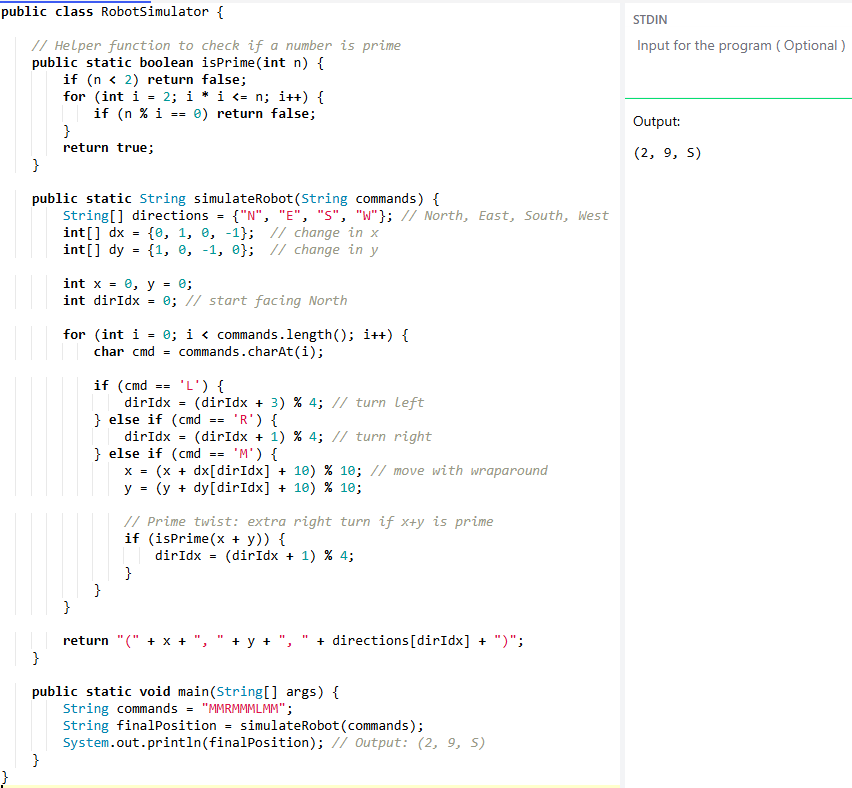 public class RobotSimulator {
    // Helper function to check if a number is prime
    public static boolean isPrime(int n) {
        if (n < 2) return false;
        for (int i = 2; i * i <= n; i++) {
            if (n % i == 0) return false;
        }
        return true;
    }
    public static String simulateRobot(String commands) {
        String[] directions = {"N", "E", "S", "W"}; // North, East, South, West
        int[] dx = {0, 1, 0, -1};  // change in x
        int[] dy = {1, 0, -1, 0};  // change in y
        int x = 0, y = 0;
        int dirIdx = 0; // start facing North
        for (int i = 0; i < commands.length(); i++) {
            char cmd = commands.charAt(i);
            if (cmd == 'L') {
                dirIdx = (dirIdx + 3) % 4; // turn left
            } else if (cmd == 'R') {
                dirIdx = (dirIdx + 1) % 4; // turn right
            } else if (cmd == 'M') {
                x = (x + dx[dirIdx] + 10) % 10; // move with wraparound
                y = (y + dy[dirIdx] + 10) % 10;
                // Prime twist: extra right turn if x+y is prime
                if (isPrime(x + y)) {
                    dirIdx = (dirIdx + 1) % 4;
                }
            }
        }
        return "(" + x + ", " + y + ", " + directions[dirIdx] + ")";
    }
    public static void main(String[] args) {
        String commands = "MMRMMMLMM";
        String finalPosition = simulateRobot(commands);
        System.out.println(finalPosition); // Output: (2, 9, S)
    }
}
STDIN
Input for the program ( Optional )
Output:
(2, 9, S)